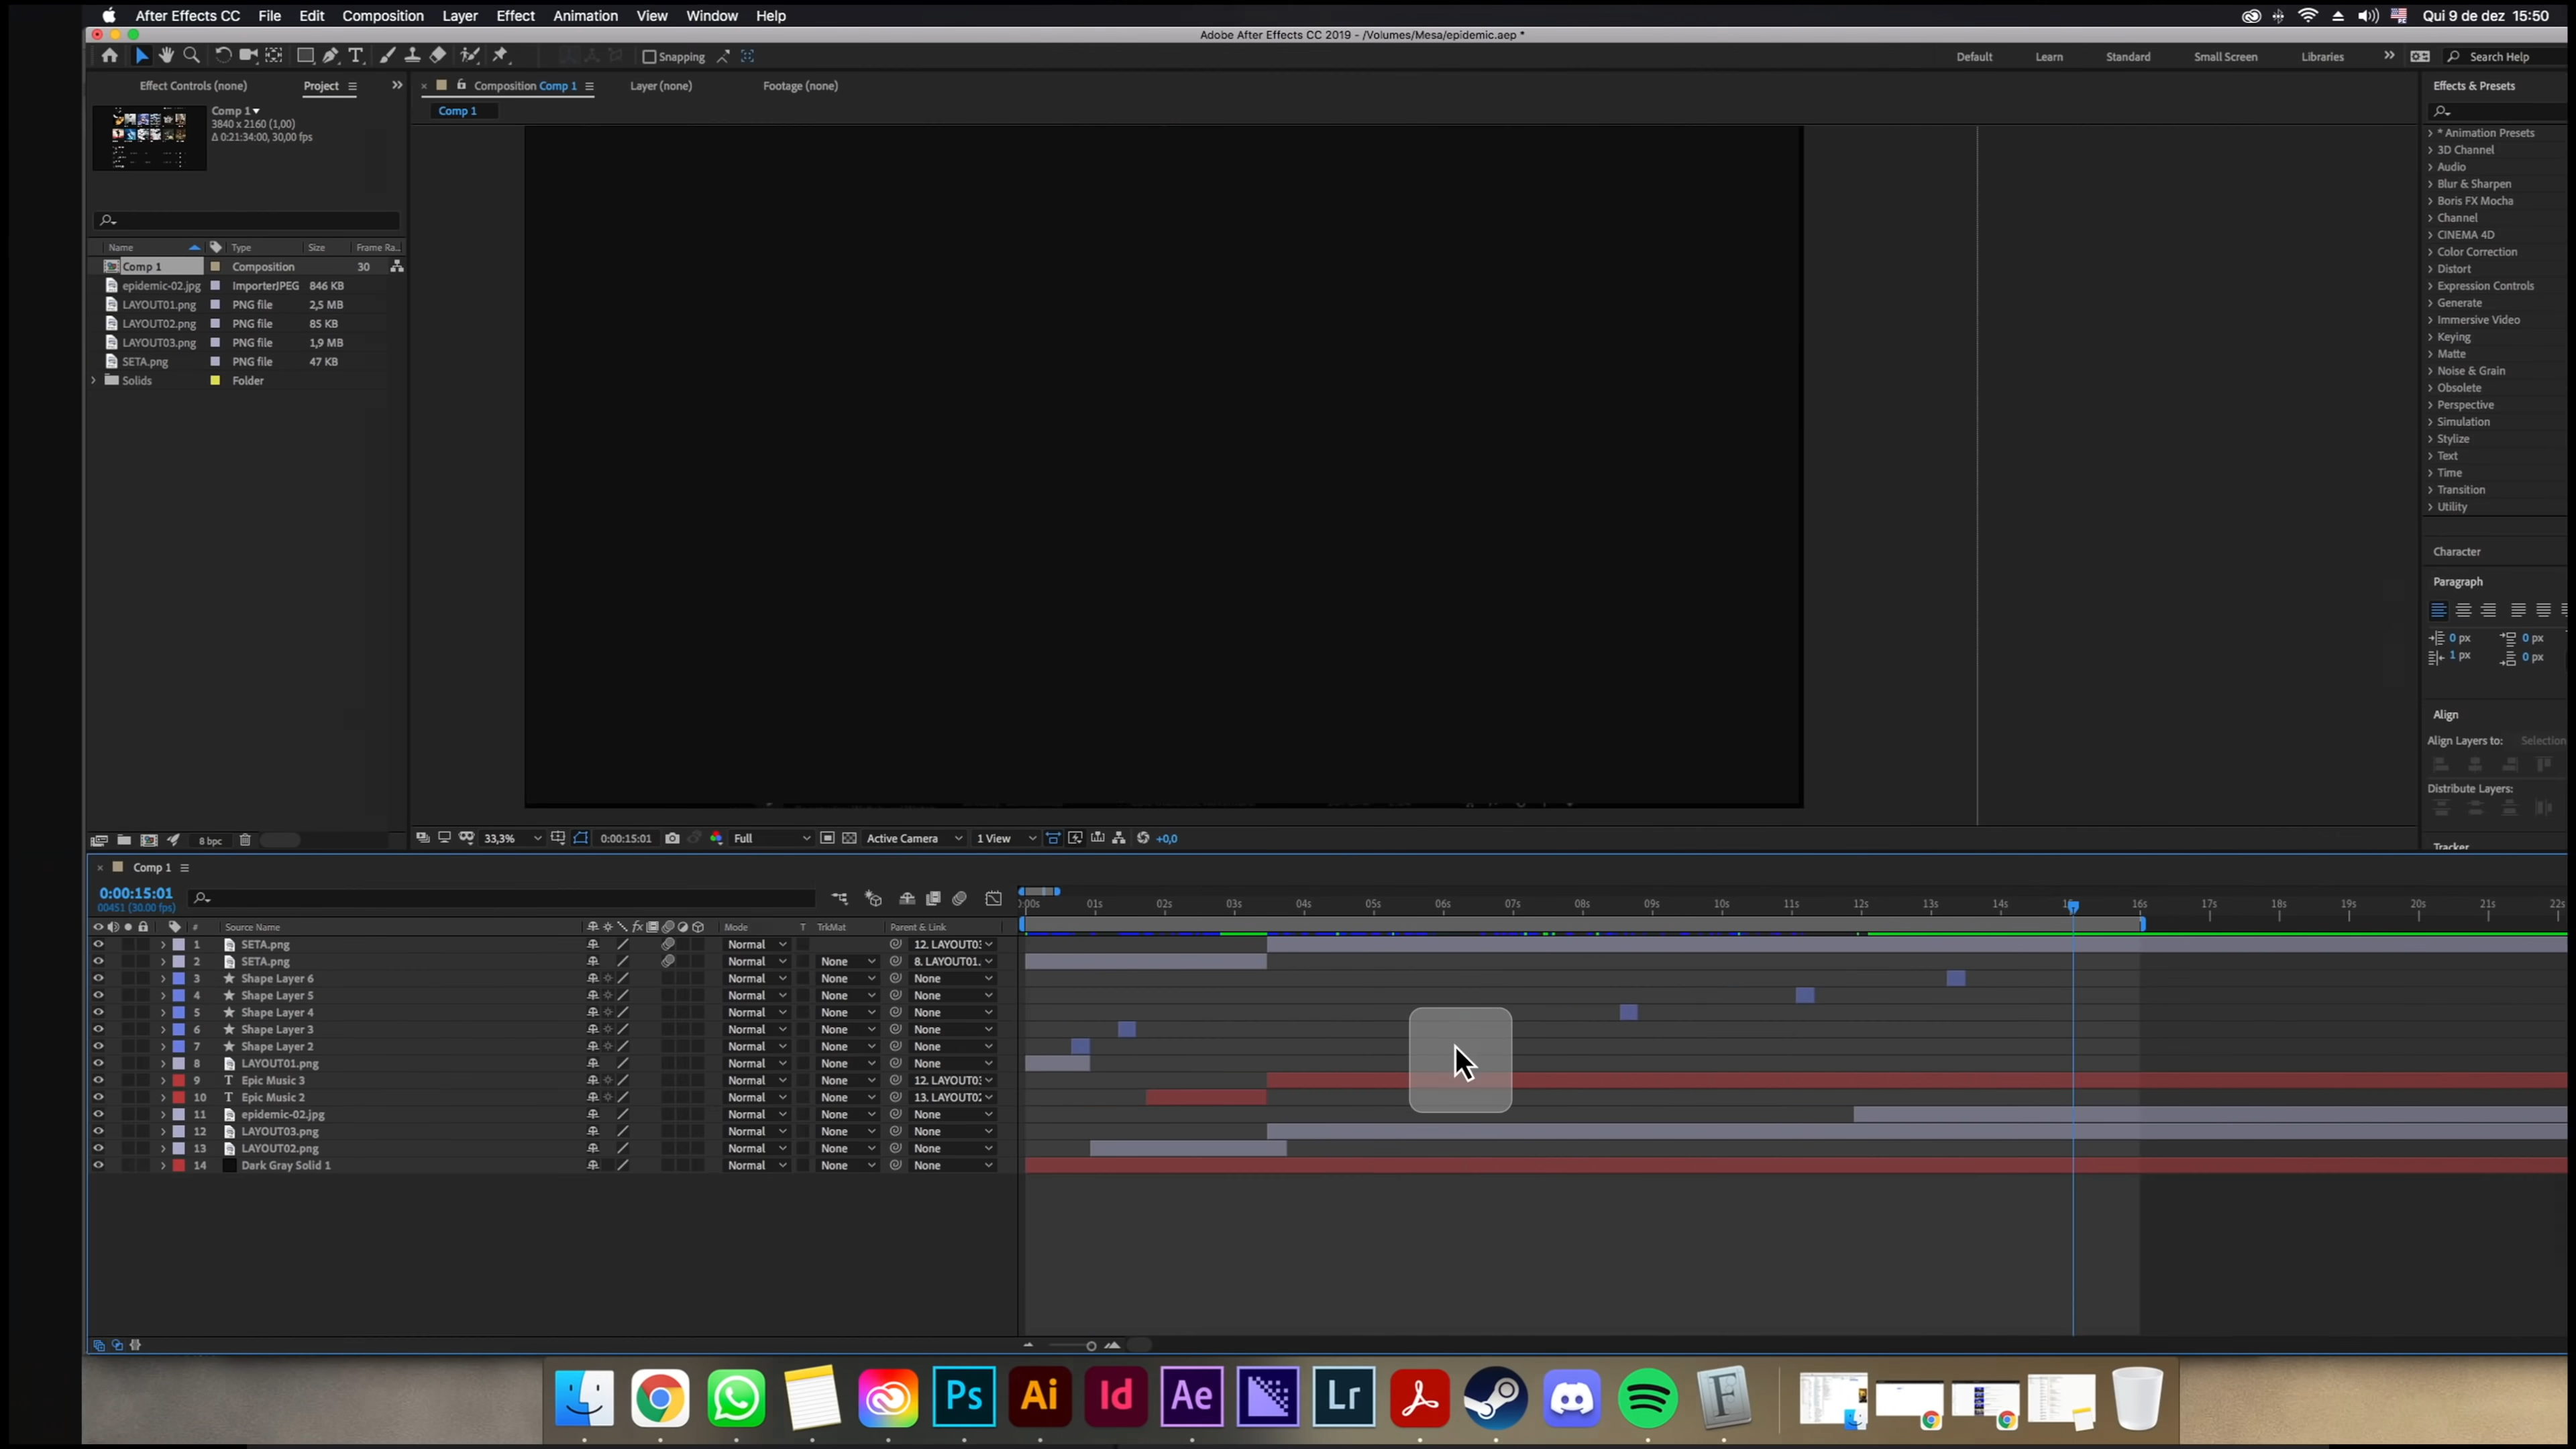 After Effects CC File Edit Composition Layer Effect Animation View Window Help Qui 9 de dez 15:50
Adobe After Effects CC 2019 - /Volumes/Mesa/epidemic.aep *
Snapping Default Learn Standard Small Screen Libraries Search Help
Effect Controls (none) Project Composition Comp 1 Layer (none) Footage (none) Effects & Presets
Comp 1
3840 x 2160 (1,00)
Δ 0:21:34:00, 30,00 fps
Comp 1
Name Type Size Frame Ra..
Comp 1 Composition 30
epidemic-02.jpg ImporterJPEG 846 KB
LAYOUT01.png PNG file 2,5 MB
LAYOUT02.png PNG file 85 KB
LAYOUT03.png PNG file 1,9 MB
SETA.png PNG file 47 KB
Solids Folder
* Animation Presets
3D Channel
Audio
Blur & Sharpen
Boris FX Mocha
Channel
CINEMA 4D
Color Correction
Distort
Expression Controls
Generate
Immersive Video
Keying
Matte
Noise & Grain
Obsolete
Perspective
Simulation
Stylize
Text
Time
Transition
Utility
Character
Paragraph
0 px 0 px
1 px 0 px
Align
Align Layers to: Selection
Distribute Layers:
Tracker
8 bpc 33,3% 0:00:15:01 Full Active Camera 1 View +0,0
Comp 1
0:00:15:01
00451 (30.00 fps)
:00s 01s 02s 03s 04s 05s 06s 07s 08s 09s 10s 11s 12s 13s 14s 16s 17s 18s 19s 20s 21s 22s
# Source Name Mode T TrkMat Parent & Link
1 SETA.png Normal 12. LAYOUT03
2 SETA.png Normal None 8. LAYOUT01.
3 Shape Layer 6 Normal None None
4 Shape Layer 5 Normal None None
5 Shape Layer 4 Normal None None
6 Shape Layer 3 Normal None None
7 Shape Layer 2 Normal None None
8 LAYOUT01.png Normal None None
9 Epic Music 3 Normal None 12. LAYOUT03
10 Epic Music 2 Normal None 13. LAYOUT02
11 epidemic-02.jpg Normal None None
12 LAYOUT03.png Normal None None
13 LAYOUT02.png Normal None None
14 Dark Gray Solid 1 Normal None None
Ps Ai Id Ae Lr F